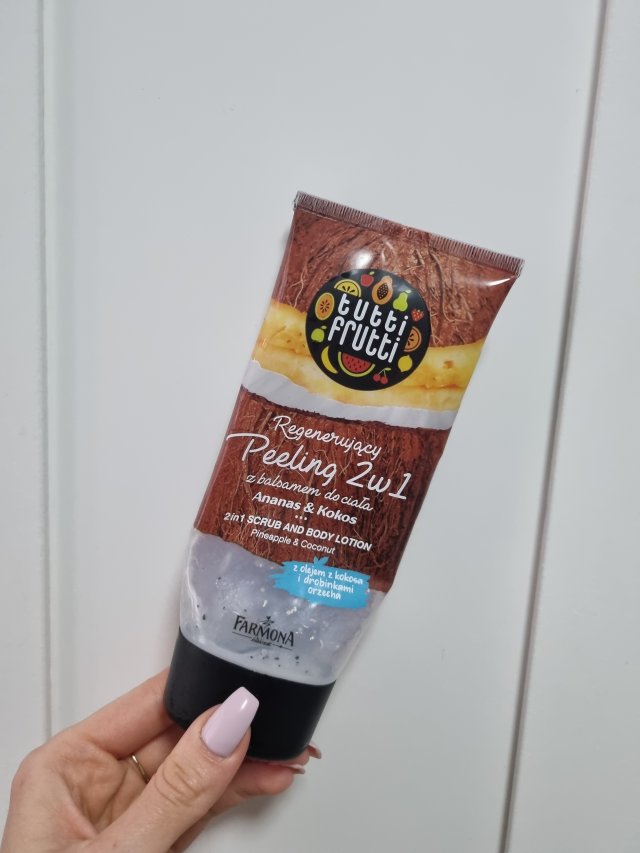 tutti
frutti
Regenerujący
Peeling 2w1
z balsamem do ciała
Ananas & Kokos
2in1 SCRUB AND BODY LOTION
Pineapple & Coconut
z olejem z kokosa
i drobinkami
orzecha
FARMONA